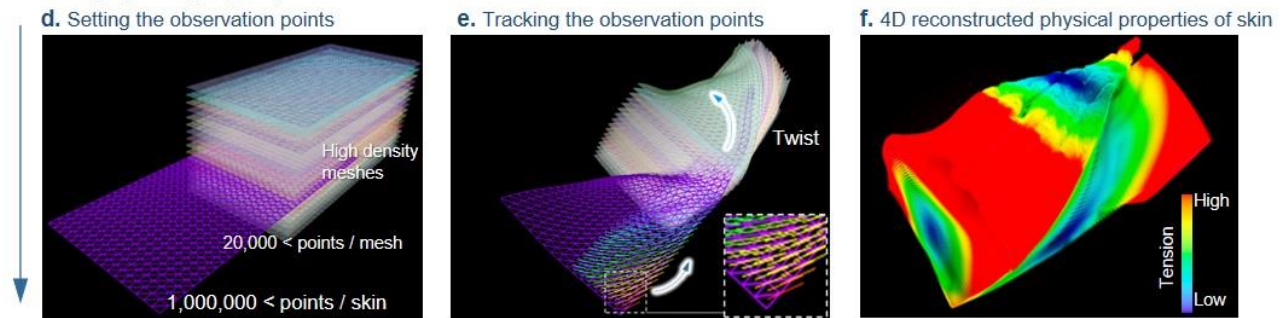 d. Setting the observation points
High density
meshes
20,000 < points / mesh
1,000,000 < points / skin
e. Tracking the observation points
Twist
f. 4D reconstructed physical properties of skin
Tension
High
Low